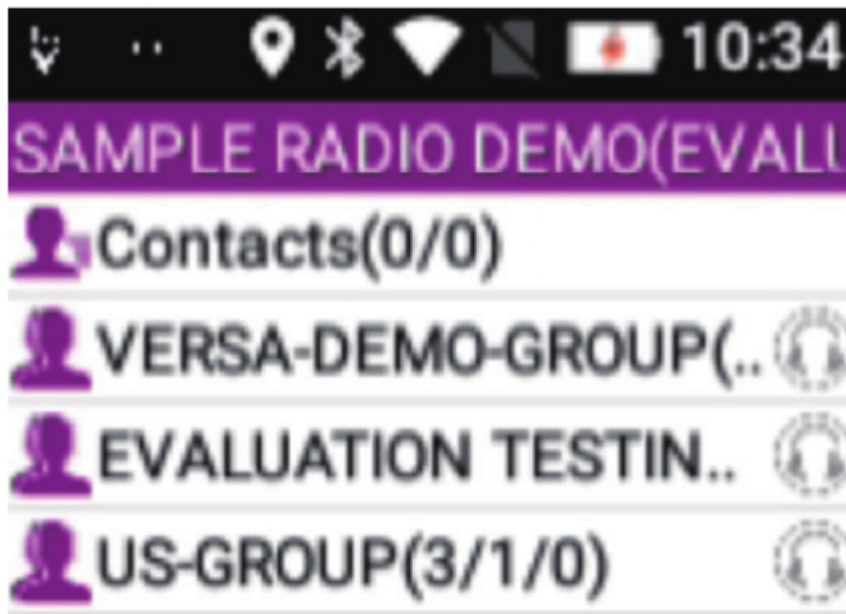 10:34
SAMPLE RADIO DEMO(EVALU
Contacts(0/0)
VERSA-DEMO-GROUP(..
EVALUATION TESTIN..
US-GROUP(3/1/0)